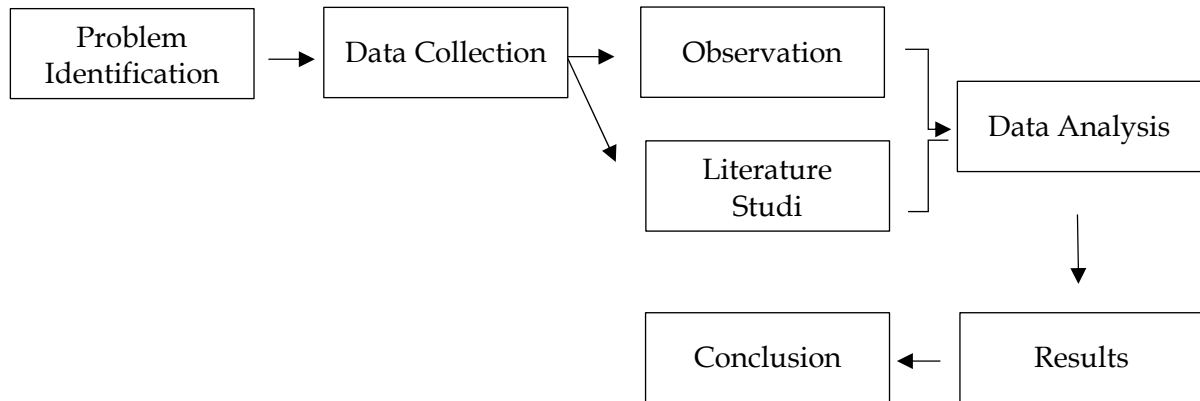 Problem
Identification
Data Collection
Observation
Literature
Studi
Data Analysis
Results
Conclusion